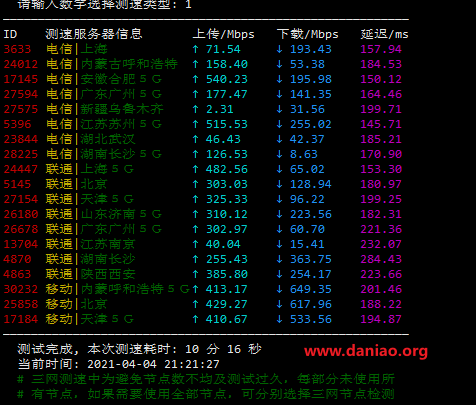 请输入数字选择测速类型: 1
ID 测速服务器信息 上传/Mbps 下载/Mbps 延迟/ms
3633 电信|上海 ↑ 71.54 ↓ 193.43 157.94
24012 电信|内蒙古呼和浩特 ↑ 158.40 ↓ 53.38 184.53
17145 电信|安徽合肥５Ｇ ↑ 540.23 ↓ 195.98 150.12
27594 电信|广东广州５Ｇ ↑ 177.47 ↓ 141.35 164.46
27575 电信|新疆乌鲁木齐 ↑ 2.31 ↓ 31.56 199.71
5396 电信|江苏苏州５Ｇ ↑ 515.53 ↓ 255.02 145.71
23844 电信|湖北武汉 ↑ 46.43 ↓ 42.37 185.21
28225 电信|湖南长沙５Ｇ ↑ 126.53 ↓ 8.63 170.90
24447 联通|上海５Ｇ ↑ 482.56 ↓ 65.02 153.30
5145 联通|北京 ↑ 303.03 ↓ 128.94 180.97
27154 联通|天津５Ｇ ↑ 325.33 ↓ 96.22 199.25
26180 联通|山东济南５Ｇ ↑ 310.12 ↓ 223.56 182.31
26678 联通|广东广州５Ｇ ↑ 302.97 ↓ 60.70 221.36
13704 联通|江苏南京 ↑ 40.04 ↓ 15.41 232.07
4870 联通|湖南长沙 ↑ 255.43 ↓ 363.75 284.43
4863 联通|陕西西安 ↑ 385.80 ↓ 254.17 223.66
30232 移动|内蒙呼和浩特５Ｇ ↑ 413.17 ↓ 649.35 201.46
25858 移动|北京 ↑ 429.27 ↓ 617.96 188.22
17184 移动|天津５Ｇ ↑ 410.67 ↓ 533.56 194.87
测试完成, 本次测速耗时: 10 分 16 秒
www.daniao.org
当前时间: 2021-04-04 21:21:27
# 三网测速中为避免节点数不均及测试过久，每部分未使用所
# 有节点，如果需要使用全部节点，可分别选择三网节点检测